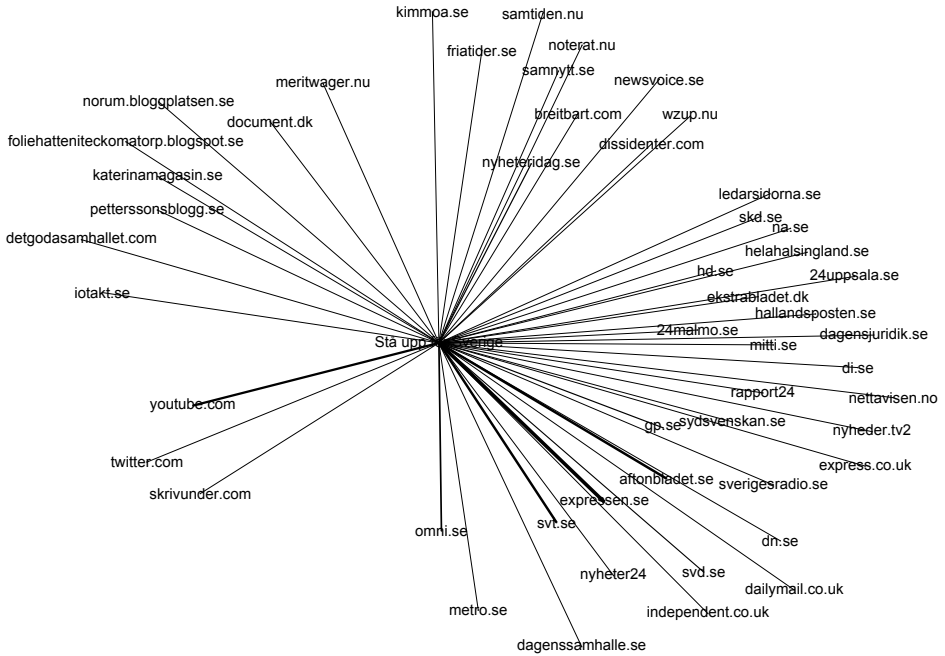 kimmoa.se
samtiden.nu
friatider.se
noterat.nu
samnytt.se
meritwager.nu
newsvoice.se
norum.bloggplatsen.se
document.dk
breitbart.com
wzup.nu
foliehatteniteckomatorp.blogspot.se
dissidenter.com
nyheteridag.se
katerinamagasin.se
ledarsidorna.se
petterssonsblogg.se
skd.se
na.se
detgodasamhallet.com
helahalsingland.se
hd.se
24uppsala.se
iotakt.se
ekstrabladet.dk
hallandsposten.se
24malmo.se
dagensjuridik.se
Stå upp Sverige
mitti.se
di.se
rapport24
nettavisen.no
youtube.com
gp.se
sydsvenskan.se
nyheder.tv2
twitter.com
express.co.uk
aftonbladet.se
sverigesradio.se
skrivunder.com
expressen.se
svt.se
omni.se
dn.se
nyheter24
svd.se
dailymail.co.uk
metro.se
independent.co.uk
dagenssamhalle.se